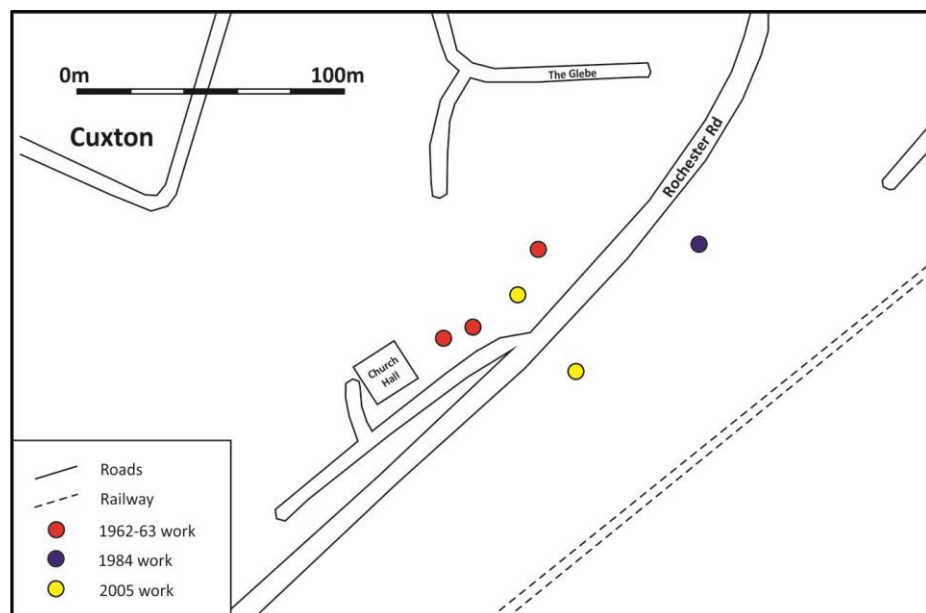 0m 100m
The Glebe
Cuxton
Rochester Rd
Church
Hall
Roads
Railway
1962-63 work
1984 work
2005 work